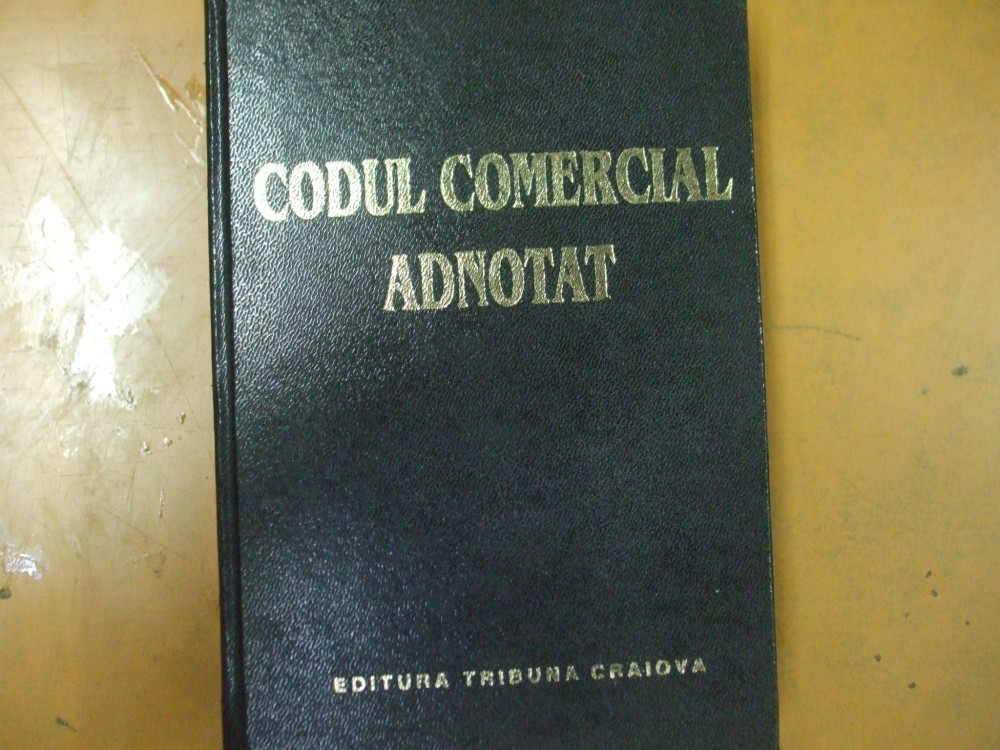 CODUL COMERCIAL
ADNOTAT
EDITURA TRIBUNA CRAIOVA